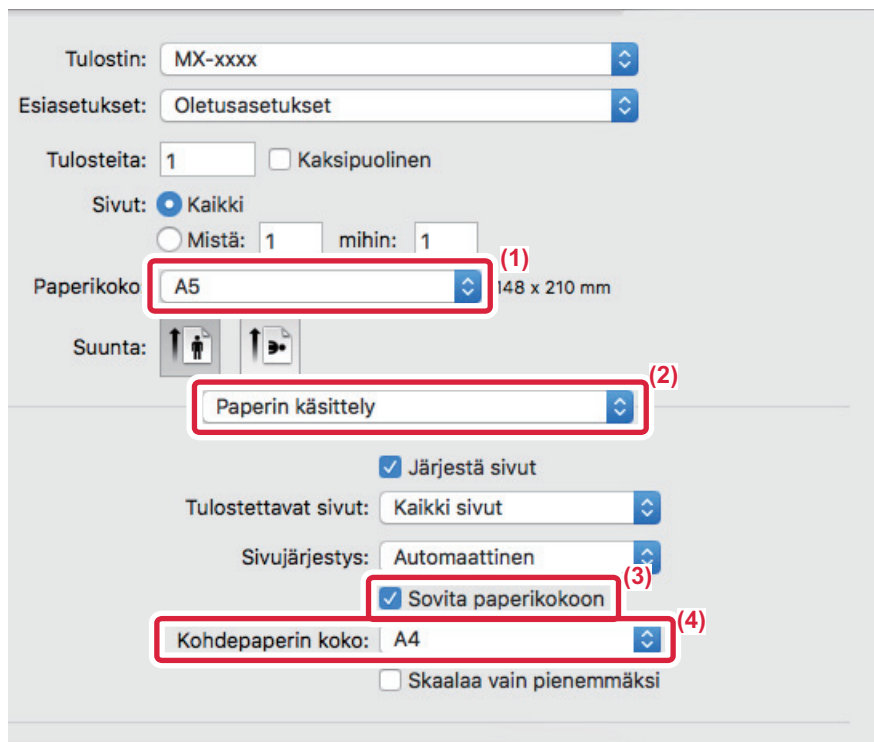 Tulostin: MX-xxxx
Esiasetukset: Oletusasetukset
Tulosteita: 1 Kaksipuolinen
Sivut: Kaikki
Mistä: 1 mihin: 1
(1)
Paperikoko A5 148 x 210 mm
Suunta:
(2)
Paperin käsittely
Järjestä sivut
Tulostettavat sivut: Kaikki sivut
Sivujärjestys: Automaattinen
(3)
Sovita paperikokoon
(4)
Kohdepaperin koko: A4
Skaalaa vain pienemmäksi